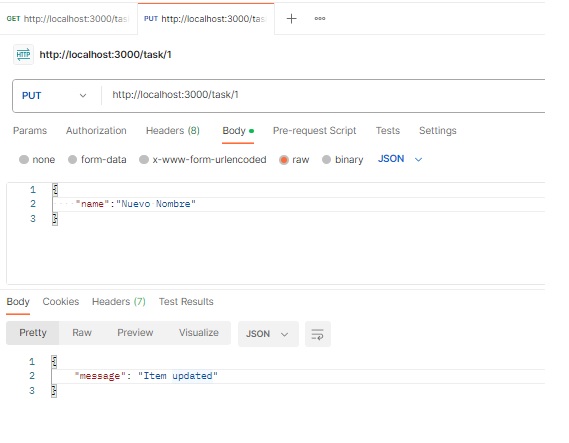 GET http://localhost:3000/tas
PUT http://localhost:3000/tas
HTTP http://localhost:3000/task/1
PUT http://localhost:3000/task/1
Params Authorization Headers (8) Body Pre-request Script Tests Settings
none form-data x-www-form-urlencoded raw binary JSON
1 {
2 "name":"Nuevo Nombre"
3 }
Body Cookies Headers (7) Test Results
Pretty Raw Preview Visualize JSON
1 {
2 "message": "Item updated"
3 }